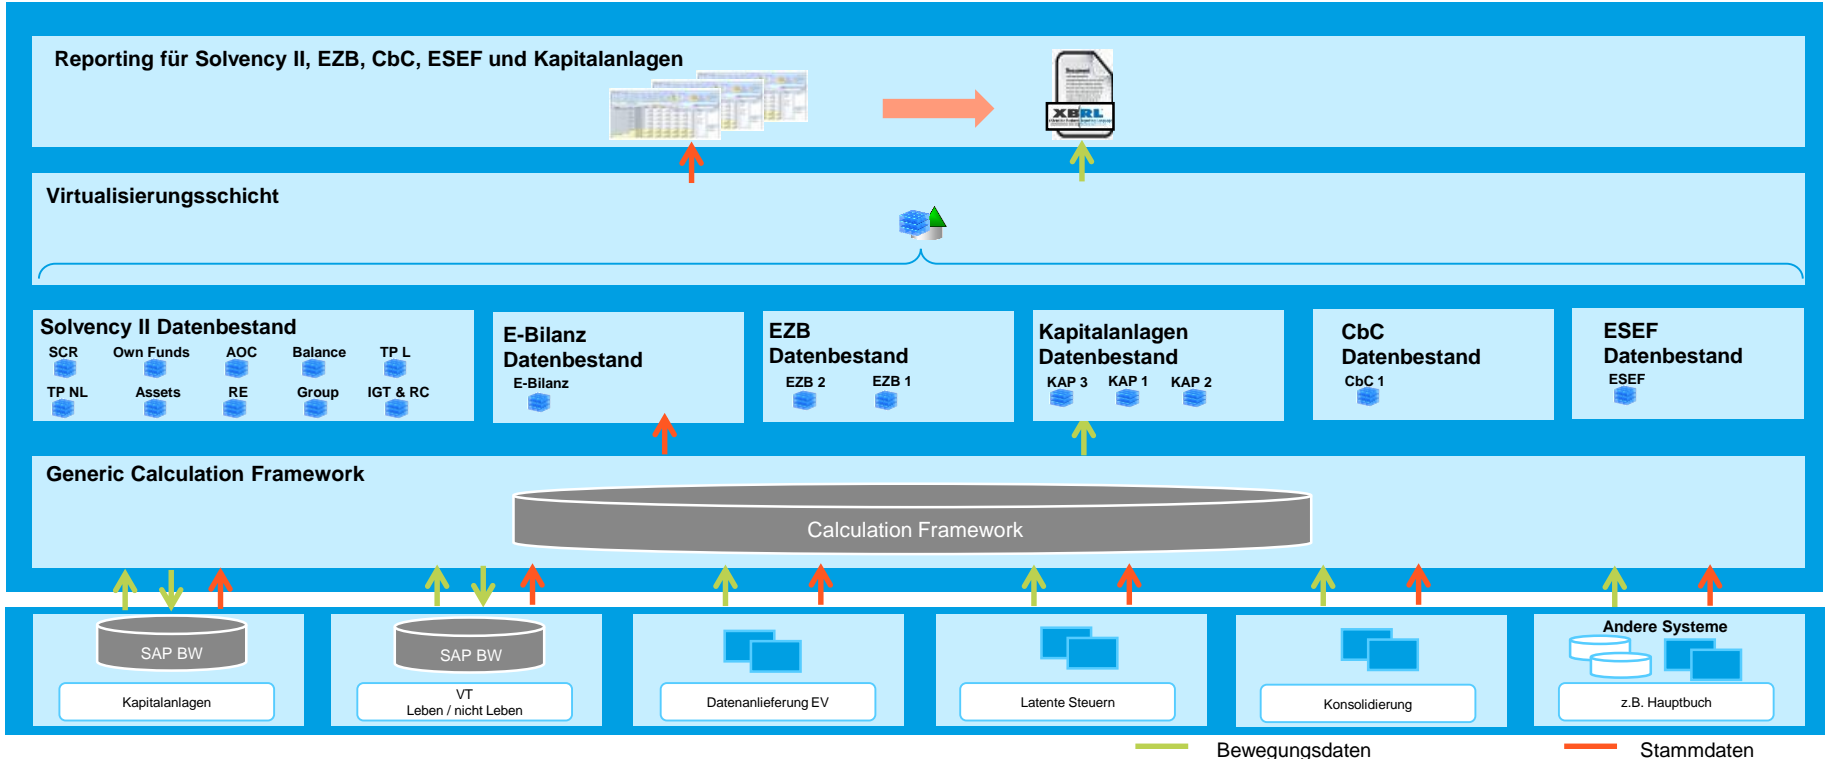 Reporting für Solvency II, EZB, CbC, ESEF und Kapitalanlagen
XBRL
Virtualisierungsschicht
Solvency II Datenbestand
SCR Own Funds AOC Balance TP L
TP NL Assets RE Group IGT & RC
E-Bilanz
Datenbestand
E-Bilanz
EZB
Datenbestand
EZB 2 EZB 1
Kapitalanlagen
Datenbestand
KAP 3 KAP 1 KAP 2
CbC
Datenbestand
CbC 1
ESEF
Datenbestand
ESEF
Generic Calculation Framework
Calculation Framework
SAP BW
Kapitalanlagen
SAP BW
VT
Leben / nicht Leben
Datenanlieferung EV
Latente Steuern
Konsolidierung
Andere Systeme
z.B. Hauptbuch
Bewegungsdaten
Stammdaten